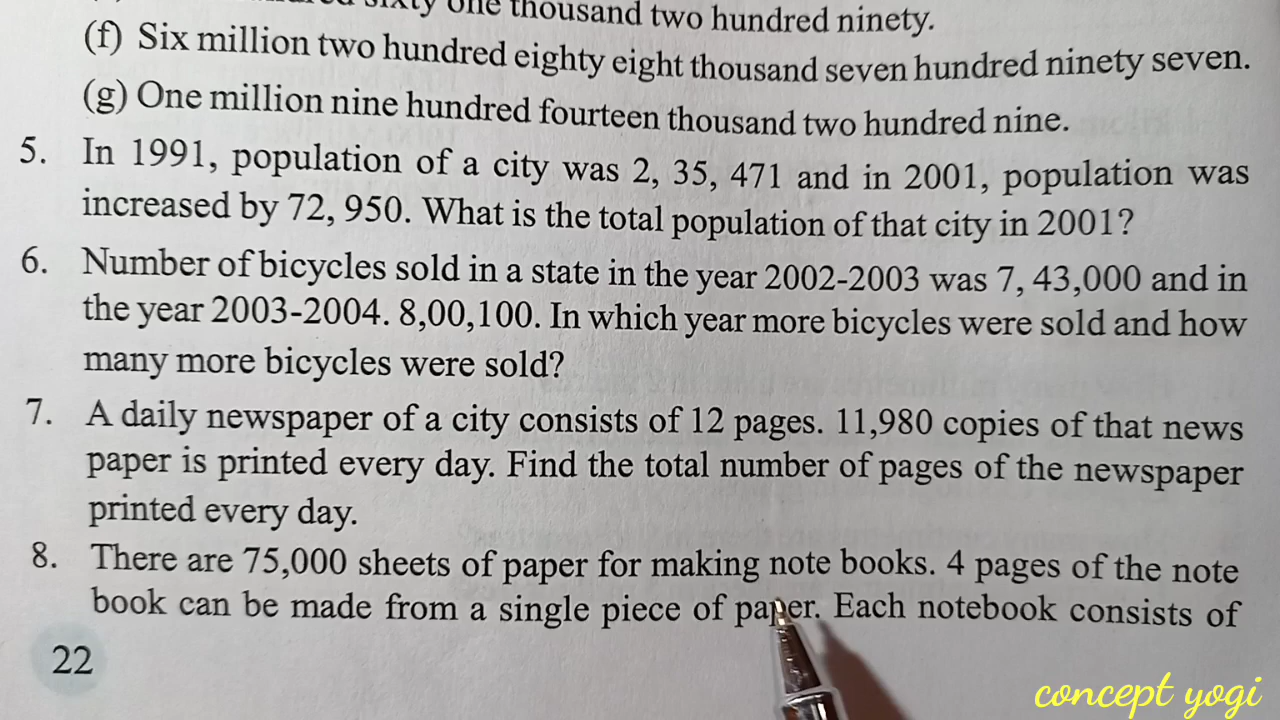 sixty one thousand two hundred ninety.
(f) Six million two hundred eighty eight thousand seven hundred ninety seven.
(g) One million nine hundred fourteen thousand two hundred nine.
5. In 1991, population of a city was 2, 35, 471 and in 2001, population was
increased by 72, 950. What is the total population of that city in 2001?
6. Number of bicycles sold in a state in the year 2002-2003 was 7, 43,000 and in
the year 2003-2004. 8,00,100. In which year more bicycles were sold and how
many more bicycles were sold?
7. A daily newspaper of a city consists of 12 pages. 11,980 copies of that news
paper is printed every day. Find the total number of pages of the newspaper
printed every day.
8. There are 75,000 sheets of paper for making note books. 4 pages of the note
book can be made from a single piece of paper. Each notebook consists of
22
concept yogi